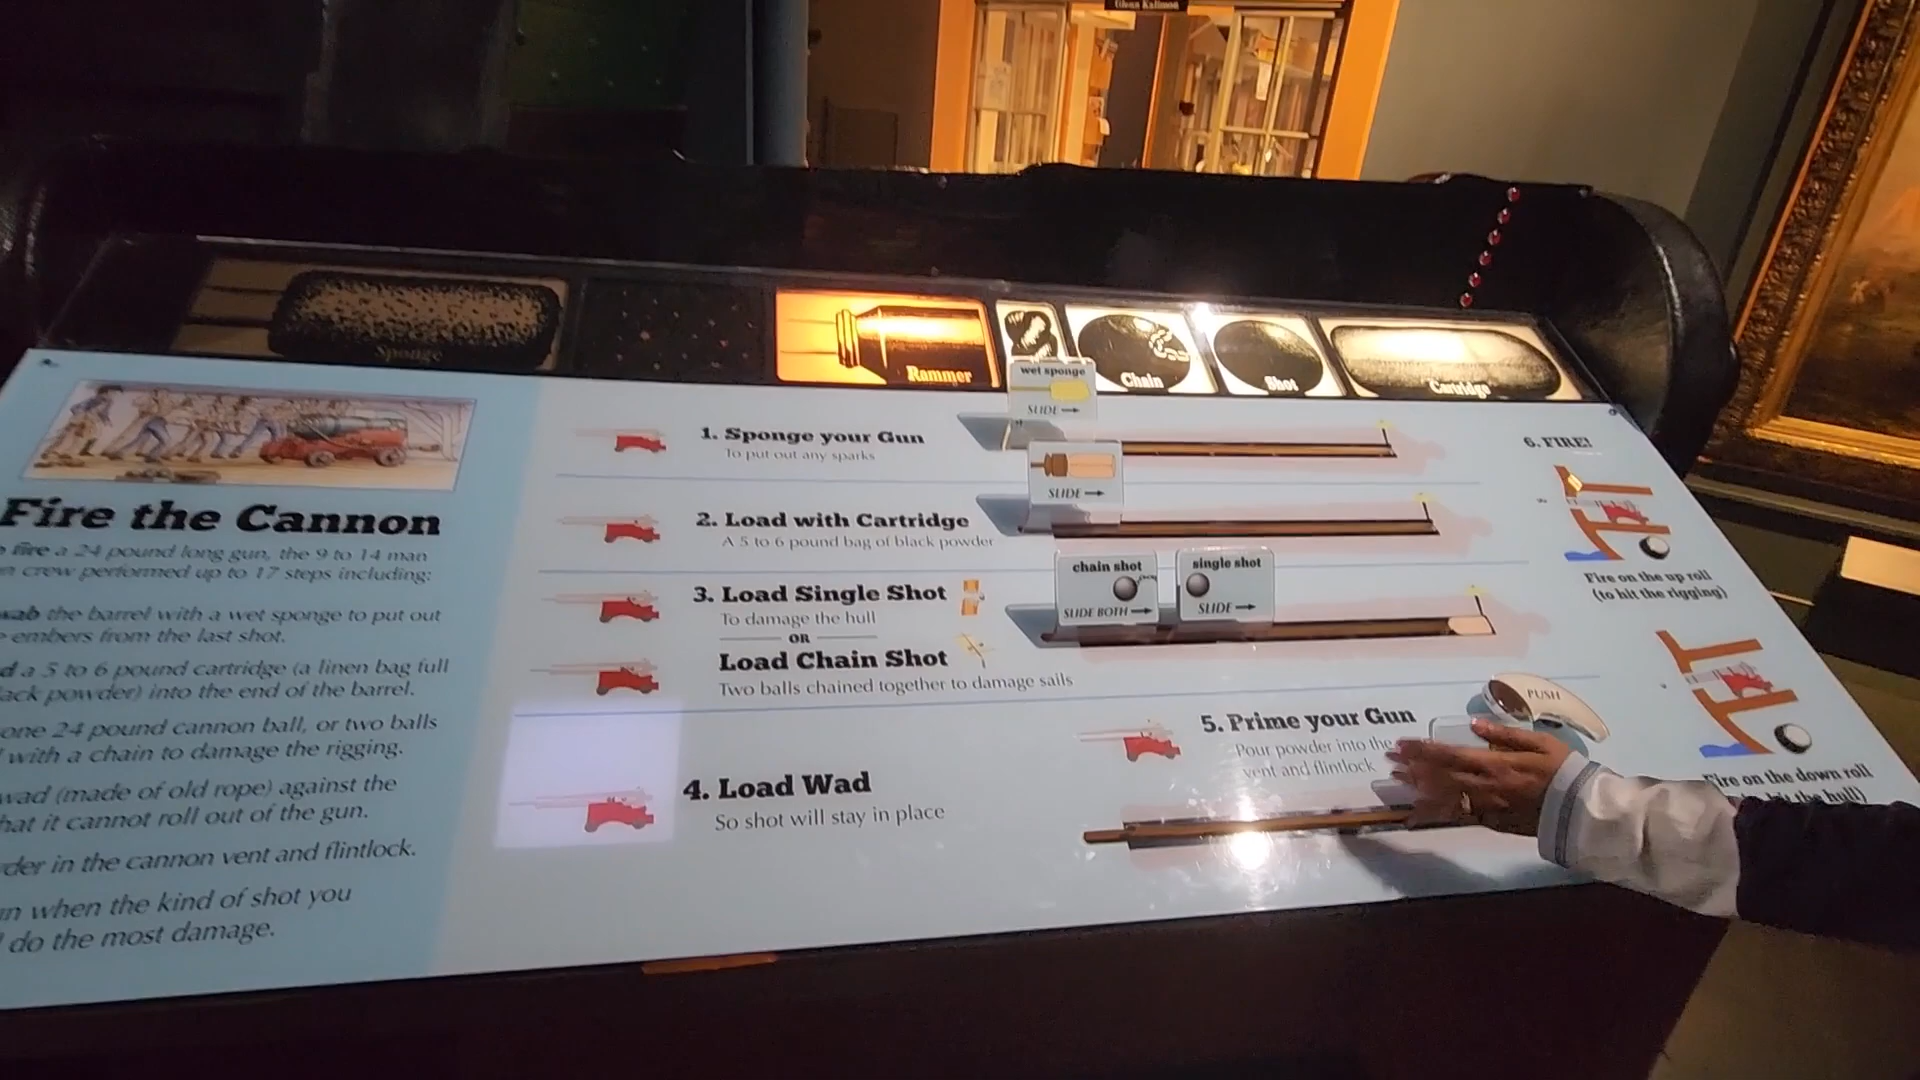 Glenn Kalimon
Sponge
Rammer
Chain
Shot
Cartridge
Fire the Cannon
fire a 24 pound long gun, the 9 to 14 man
crew performed up to 17 steps including:
the barrel with a wet sponge to put out
embers from the last shot.
a 5 to 6 pound cartridge (a linen bag full
powder) into the end of the barrel.
one 24 pound cannon ball, or two balls
with a chain to damage the rigging.
wad (made of old rope) against the
that it cannot roll out of the gun.
in the cannon vent and flintlock.
when the kind of shot you
do the most damage.
1. Sponge your Gun
To put out any sparks
wet sponge
SLIDE →
2. Load with Cartridge
A 5 to 6 pound bag of black powder
SLIDE →
3. Load Single Shot
To damage the hull
OR
Load Chain Shot
Two balls chained together to damage sails
chain shot
SLIDE BOTH →
single shot
SLIDE →
4. Load Wad
So shot will stay in place
5. Prime your Gun
Pour powder into the
vent and flintlock
PUSH
6. FIRE!
Fire on the up roll
(to hit the rigging)
Fire on the down roll
hit the hull)